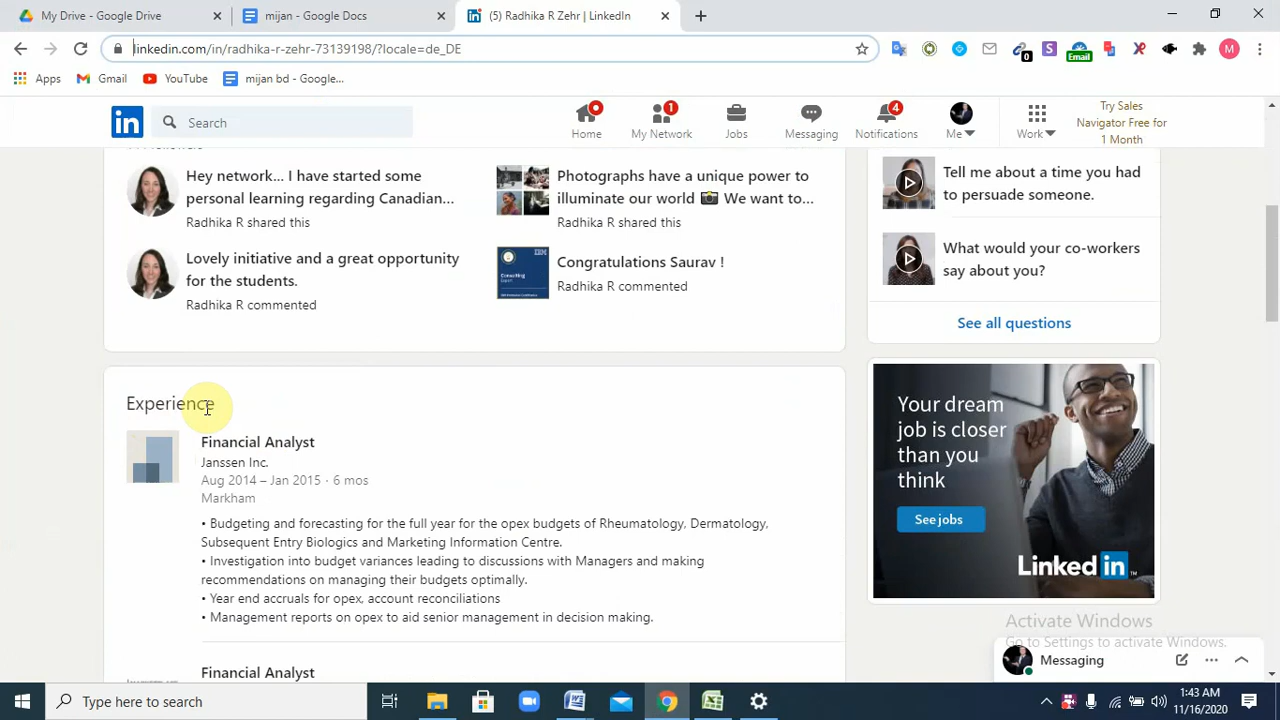 My Drive - Google Drive
mijan - Google Docs
(5) Radhika R Zehr | LinkedIn
linkedin.com/in/radhika-r-zehr-73139198/?locale=de_DE
0
Email
M
Apps
Gmail
YouTube
mijan bd - Google...
in
Search
Home
1
My Network
Jobs
Messaging
4
Notifications
Me
Work
Try Sales
Navigator Free for
1 Month
Hey network... I have started some
personal learning regarding Canadian...
Radhika R shared this
Photographs have a unique power to
illuminate our world 📷 We want to...
Radhika R shared this
Lovely initiative and a great opportunity
for the students.
Radhika R commented
IBM
Congratulations Saurav !
Radhika R commented
Tell me about a time you had
to persuade someone.
What would your co-workers
say about you?
See all questions
Experience
Financial Analyst
Janssen Inc.
Aug 2014 – Jan 2015 · 6 mos
Markham
• Budgeting and forecasting for the full year for the opex budgets of Rheumatology, Dermatology,
Subsequent Entry Biologics and Marketing Information Centre.
• Investigation into budget variances leading to discussions with Managers and making
recommendations on managing their budgets optimally.
• Year end accruals for opex, account reconciliations
• Management reports on opex to aid senior management in decision making.
Financial Analyst
Your dream
job is closer
than you
think
See jobs
LinkedIn
Activate Windows
Go to Settings to activate Windows.
Messaging
Type here to search
1:43 AM
11/16/2020